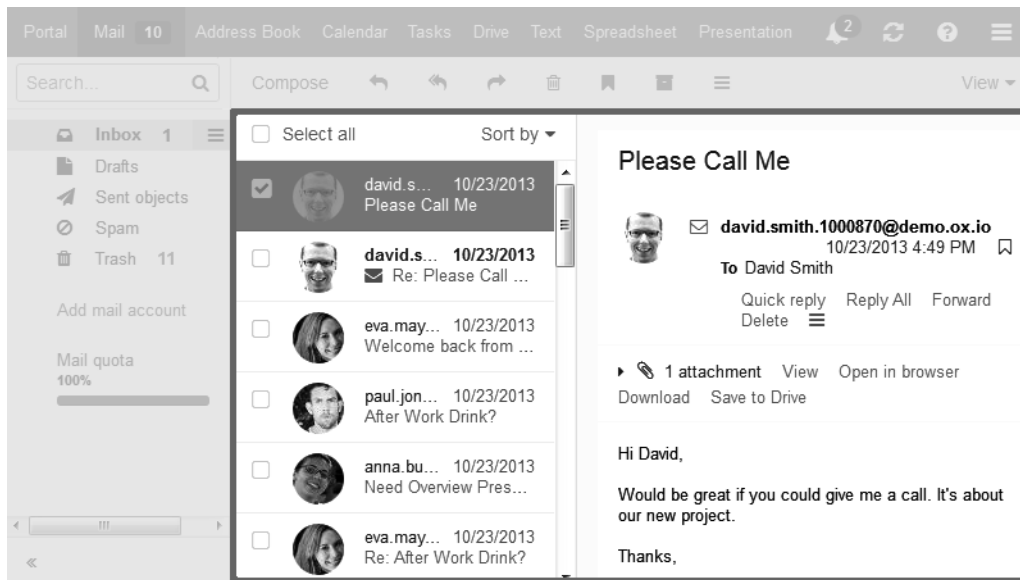 Portal Mail 10 Address Book Calendar Tasks Drive Text Spreadsheet Presentation 2
Search... Compose View
Inbox 1
Drafts
Sent objects
Spam
Trash 11
Add mail account
Mail quota
100%
Select all Sort by
david.s... 10/23/2013
Please Call Me
david.s... 10/23/2013
Re: Please Call ...
eva.may... 10/23/2013
Welcome back from ...
paul.jon... 10/23/2013
After Work Drink?
anna.bu... 10/23/2013
Need Overview Pres...
eva.may... 10/23/2013
Re: After Work Drink?
Please Call Me
david.smith.1000870@demo.ox.io
10/23/2013 4:49 PM
To David Smith
Quick reply Reply All Forward
Delete
1 attachment View Open in browser
Download Save to Drive
Hi David,
Would be great if you could give me a call. It's about
our new project.
Thanks,